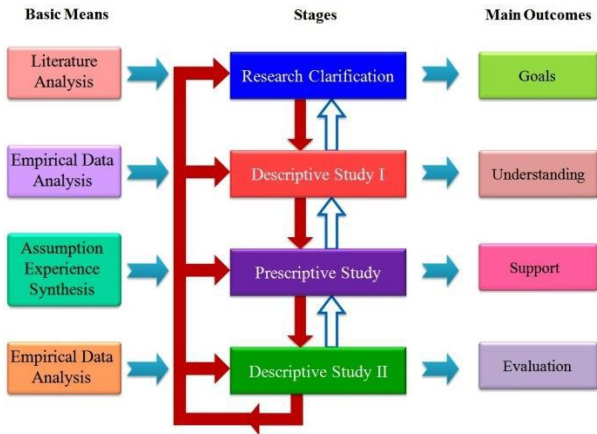 Basic Means Stages Main Outcomes
Literature
Analysis
Research Clarification
Goals
Empirical Data
Analysis
Descriptive Study I
Understanding
Assumption
Experience
Synthesis
Prescriptive Study
Support
Empirical Data
Analysis
Descriptive Study II
Evaluation